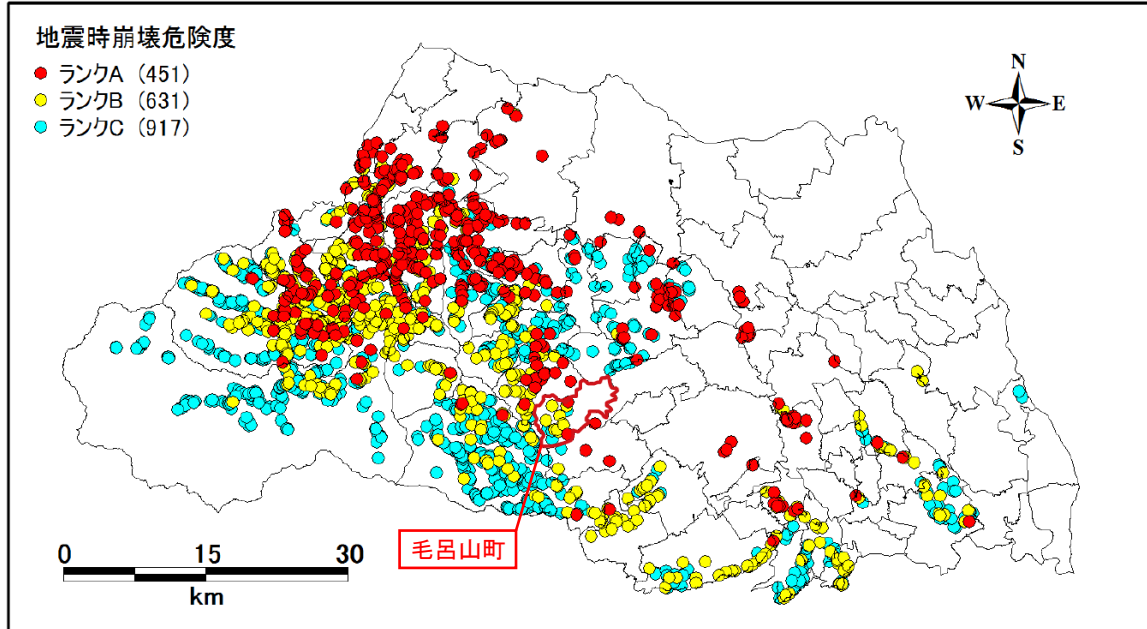 地震時崩壊危険度
ランクA (451)
ランクB (631)
ランクC (917)
N
W E
S
毛呂山町
0 15 30
km